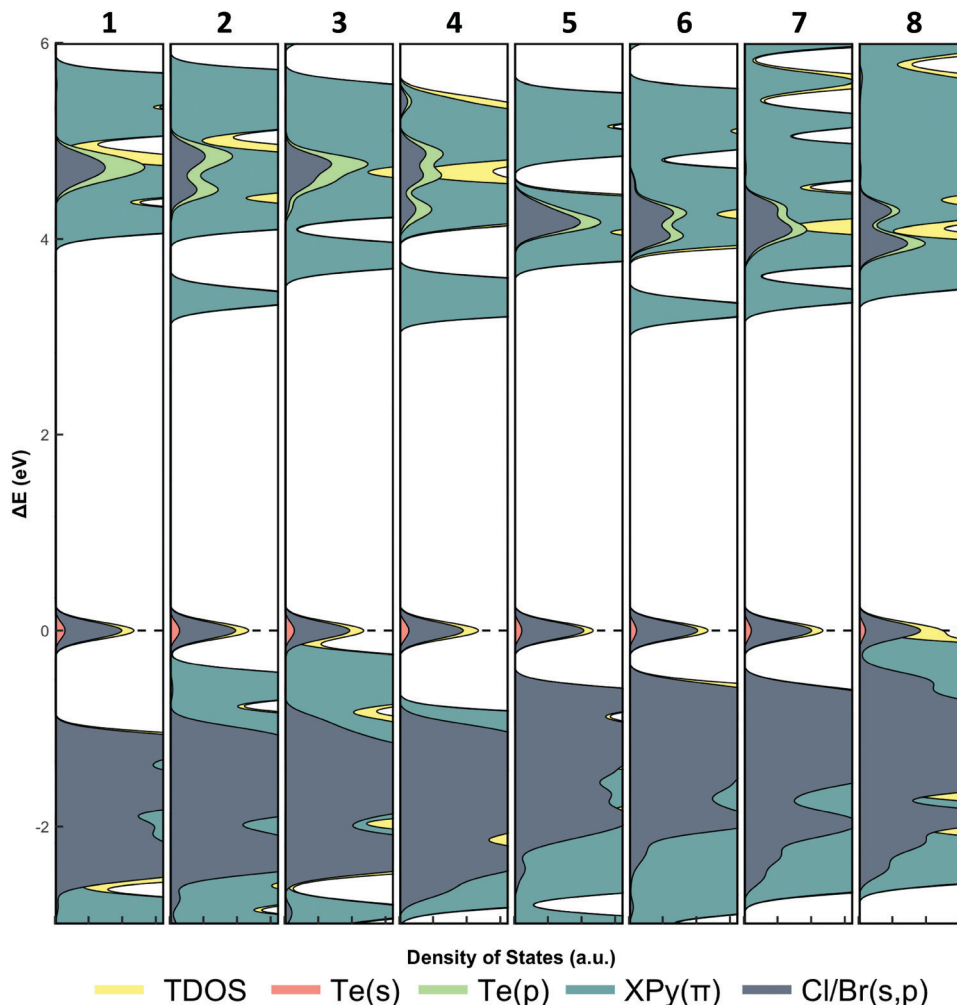 1 2 3 4 5 6 7 8
6
4
2
0
-2
ΔE (eV)
Density of States (a.u.)
TDOS Te(s) Te(p) XPy(π) Cl/Br(s,p)